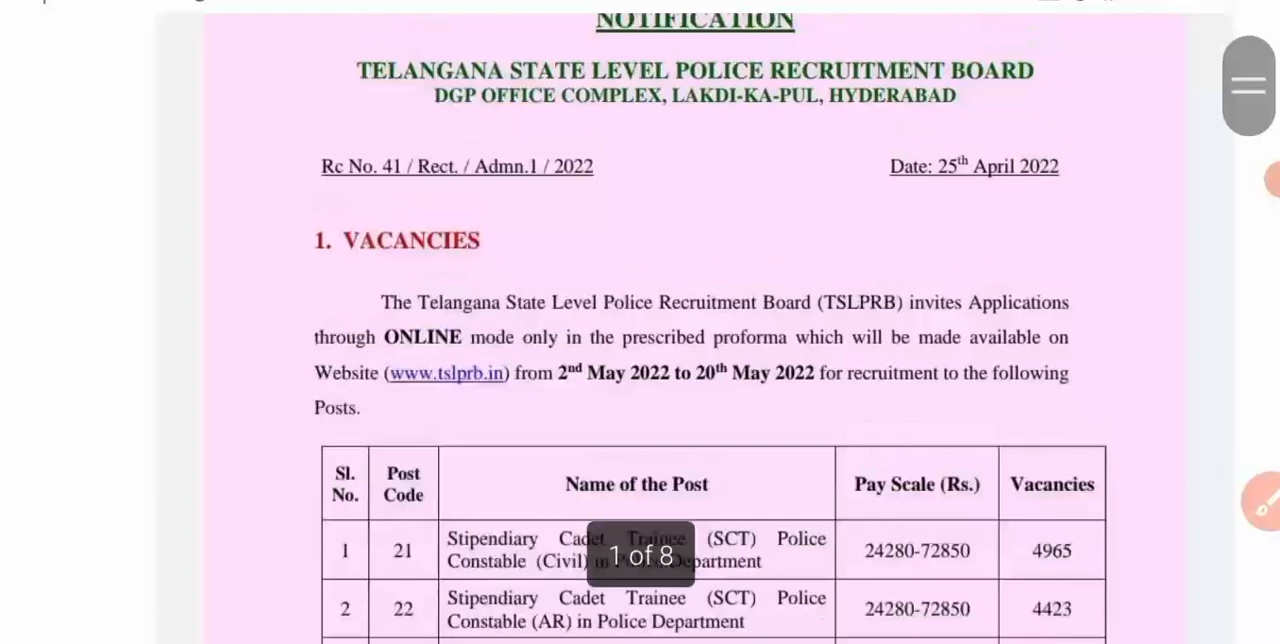 NOTIFICATION
TELANGANA STATE LEVEL POLICE RECRUITMENT BOARD
DGP OFFICE COMPLEX, LAKDI-KA-PUL, HYDERABAD
Rc No. 41 / Rect. / Admn.1 / 2022 Date: 25th April 2022
1. VACANCIES
The Telangana State Level Police Recruitment Board (TSLPRB) invites Applications
through ONLINE mode only in the prescribed proforma which will be made available on
Website (www.tslprb.in) from 2nd May 2022 to 20th May 2022 for recruitment to the following
Posts.
Sl. No. Post Code Name of the Post Pay Scale (Rs.) Vacancies
1 21 Stipendiary Cadet Trainee (SCT) Police 24280-72850 4965
Constable (Civil) in Department
1 of 8
2 22 Stipendiary Cadet Trainee (SCT) Police 24280-72850 4423
Constable (AR) in Police Department